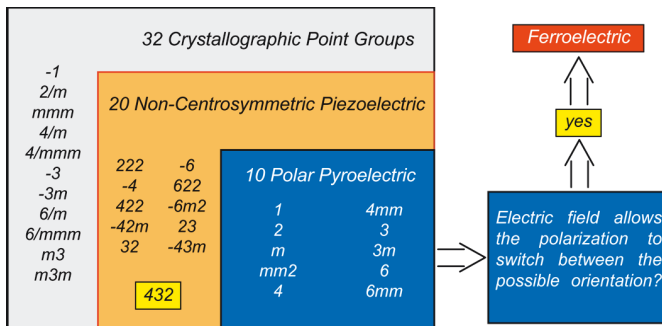 32 Crystallographic Point Groups
-1
2/m
mmm
4/m
4/mmm
-3
-3m
6/m
6/mmm
m3
m3m
20 Non-Centrosymmetric Piezoelectric
222 -6
-4 622
422 -6m2
-42m 23
32 -43m
432
10 Polar Pyroelectric
1 4mm
2 3
m 3m
mm2 6
4 6mm
Electric field allows
the polarization to
switch between the
possible orientation?
yes
Ferroelectric